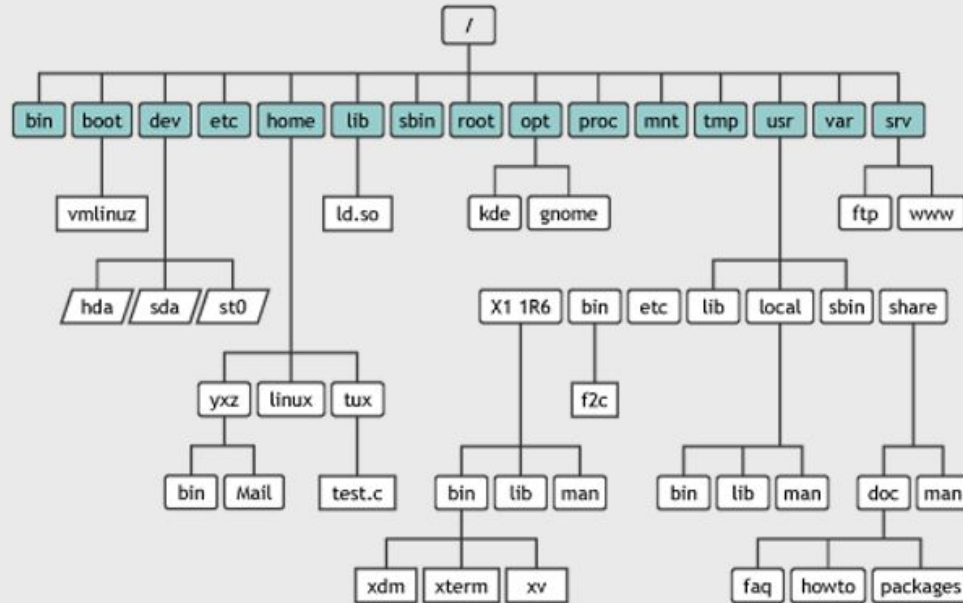 /
bin boot dev etc home lib sbin root opt proc mnt tmp usr var srv
vmlinuz ld.so kde gnome ftp www
hda sda st0 X1 1R6 bin etc lib local sbin share
yxz linux tux f2c
bin Mail test.c bin lib man bin lib man doc man
xdm xterm xv faq howto packages